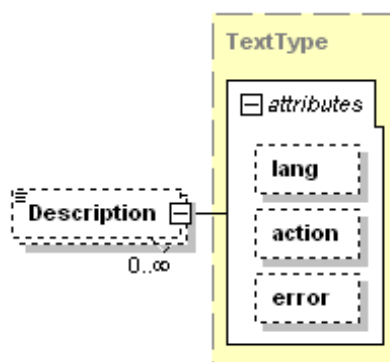 TextType
attributes
lang
Description
action
0..∞
error